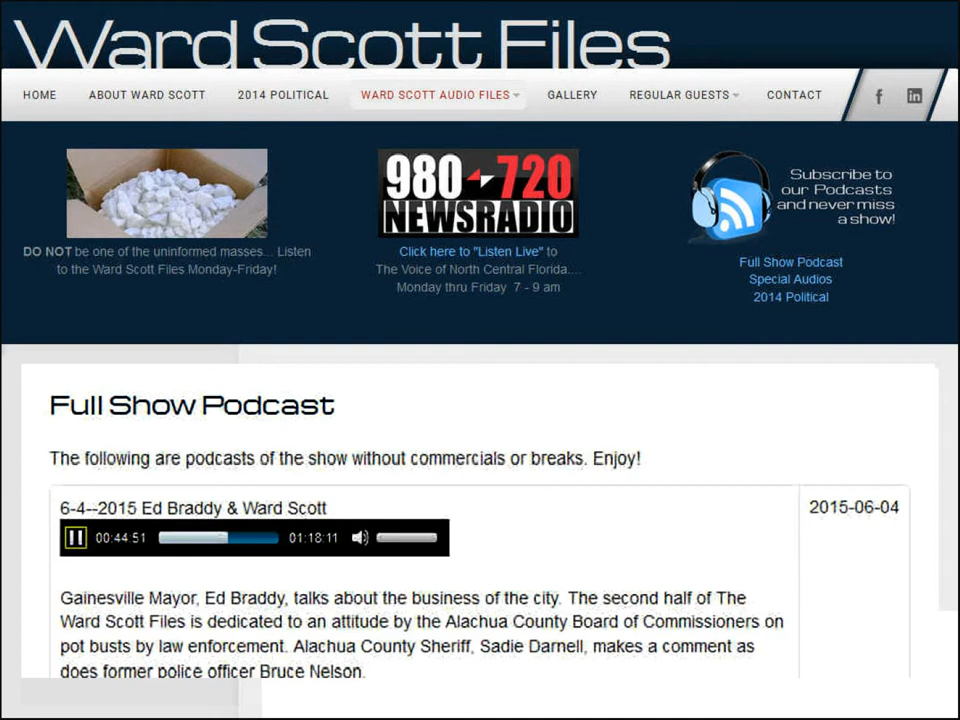 Ward Scott Files
HOME ABOUT WARD SCOTT 2014 POLITICAL WARD SCOTT AUDIO FILES GALLERY REGULAR GUESTS CONTACT f in
DO NOT be one of the uninformed masses... Listen
to the Ward Scott Files Monday-Friday!
980 720
NEWSRADIO
Click here to "Listen Live" to
The Voice of North Central Florida....
Monday thru Friday 7 - 9 am
Subscribe to
our Podcasts
and never miss
a show!
Full Show Podcast
Special Audios
2014 Political
Full Show Podcast
The following are podcasts of the show without commercials or breaks. Enjoy!
6-4--2015 Ed Braddy & Ward Scott
2015-06-04
00:44:51 01:18:11
Gainesville Mayor, Ed Braddy, talks about the business of the city. The second half of The
Ward Scott Files is dedicated to an attitude by the Alachua County Board of Commissioners on
pot busts by law enforcement. Alachua County Sheriff, Sadie Darnell, makes a comment as
does former police officer Bruce Nelson.